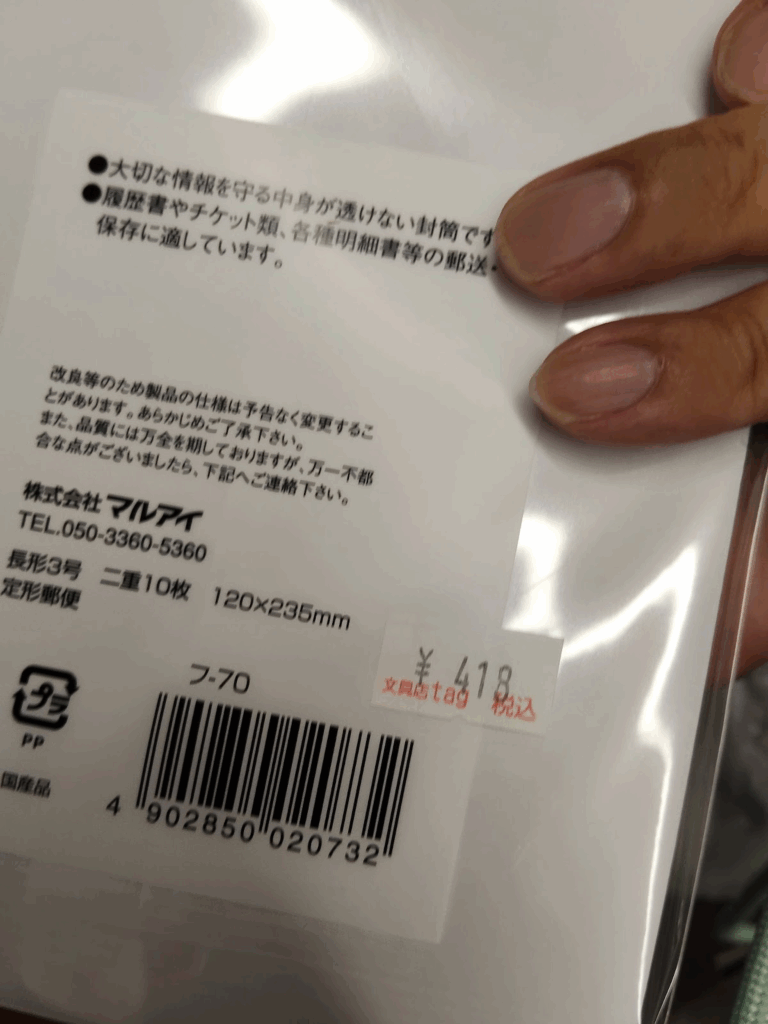 ●大切な情報を守る中身が透けない封筒です
●履歴書やチケット類、各種明細書等の郵送・
保存に適しています。
改良等のため製品の仕様は予告なく変更するこ
とがあります。あらかじめご了承下さい。
また、品質には万全を期しておりますが、万一不都
合な点がございましたら、下記へご連絡下さい。
株式会社 マルアイ
TEL.050-3360-5360
長形3号 二重10枚 120×235mm
定形郵便
¥ 418
文具店tag 税込
フ-70
プラ
PP
国産品
4 902850 020732